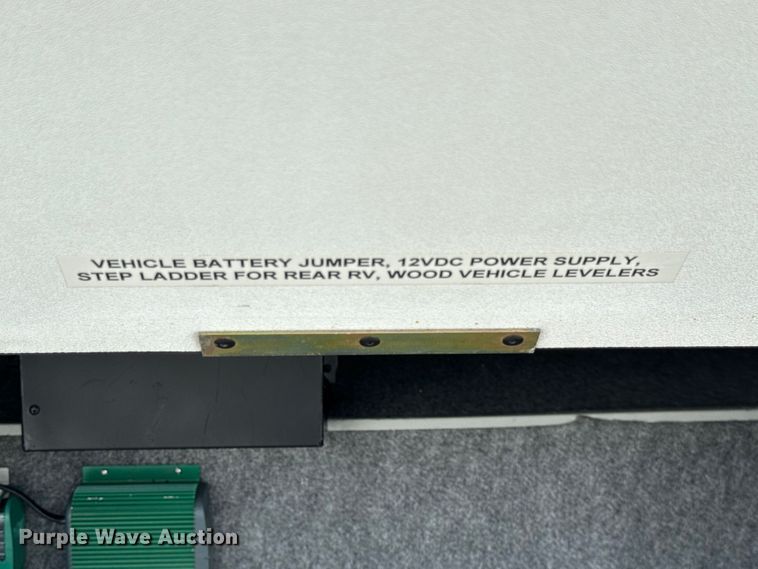 VEHICLE BATTERY JUMPER, 12VDC POWER SUPPLY,
STEP LADDER FOR REAR RV, WOOD VEHICLE LEVELERS
Purple Wave Auction